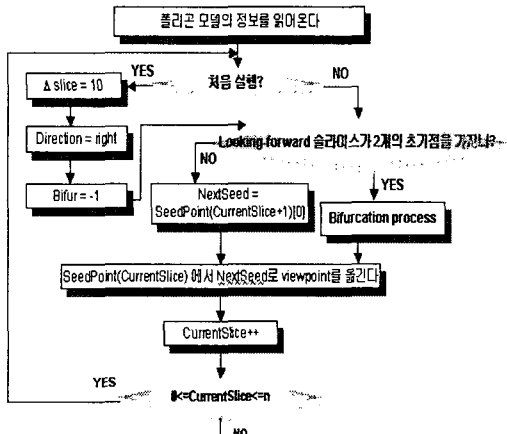 폴리곤 모델의 정보를 읽어온다
YES
처음 실행?
NO
Δ slice = 10
Direction = right
Looking-forward 슬라이스가 2개의 초기점을 가지나?
NO
Bifur = -1
YES
NextSeed =
SeedPoint(CurrentSlice+1)[0]
Bifurcation process
SeedPoint(CurrentSlice) 에서 NextSeed로 viewpoint를 옮긴다
CurrentSlice++
YES
<=CurrentSlice<=n
NO